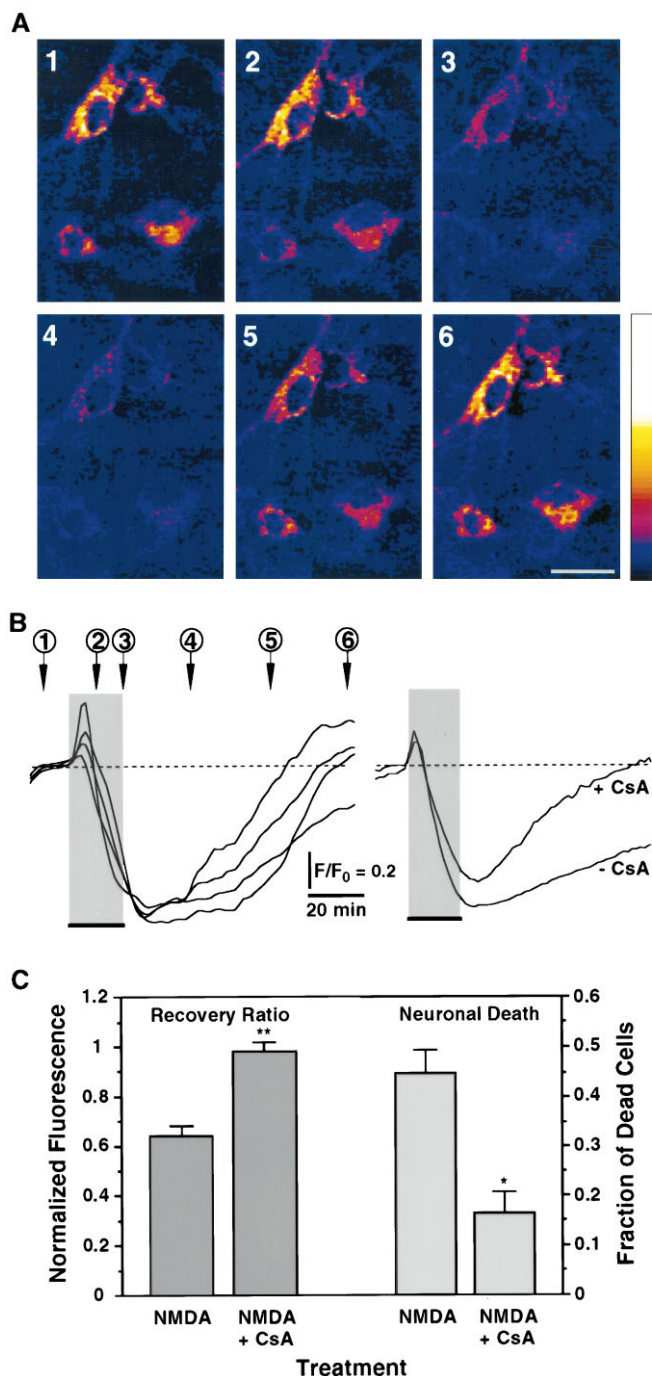 A
1 2 3
4 5 6
B
① ② ③ ④ ⑤ ⑥
+ CsA
- CsA
F/F₀ = 0.2
20 min
C
Recovery Ratio
Neuronal Death
Normalized Fluorescence
1.2
1
0.8
0.6
0.4
0.2
0
**
*
0.6
0.5
0.4
0.3
0.2
0.1
0
Fraction of Dead Cells
NMDA
NMDA
+ CsA
NMDA
NMDA
+ CsA
Treatment